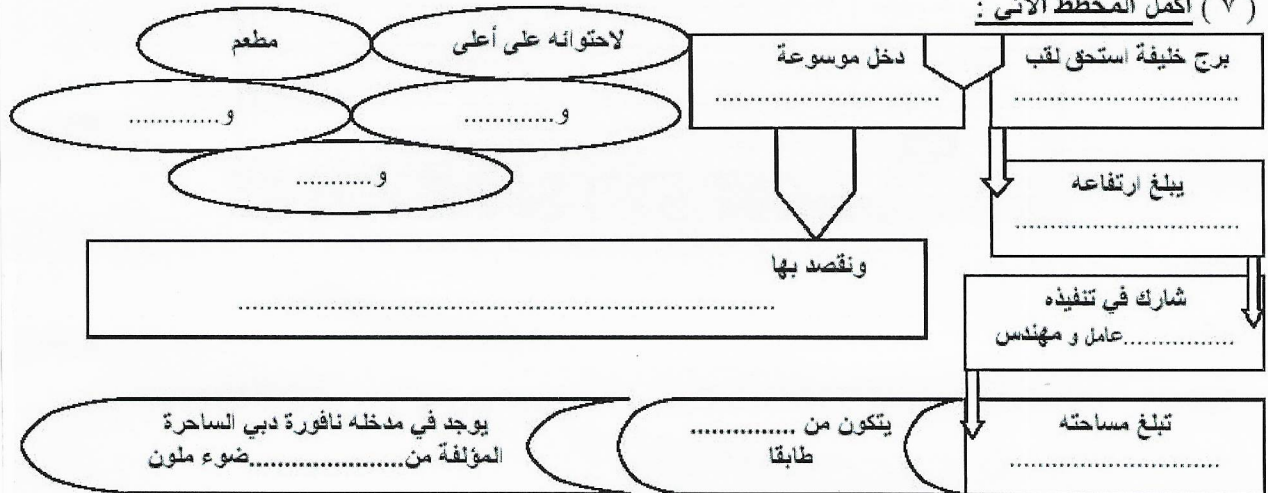 ( ٧ ) أكمل المخطط الآتي :
برج خليفة استحق لقب
..............................
دخل موسوعة
..............................
لاحتوائه على أعلى
مطعم
و.............
و.............
و...........
يبلغ ارتفاعه
..............................
ونقصد بها
......................................................................
شارك في تنفيذه
................عامل و مهندس
تبلغ مساحته
............................
يتكون من ...............
طابقا
يوجد في مدخله نافورة دبي الساحرة
المؤلفة من......................ضوء ملون